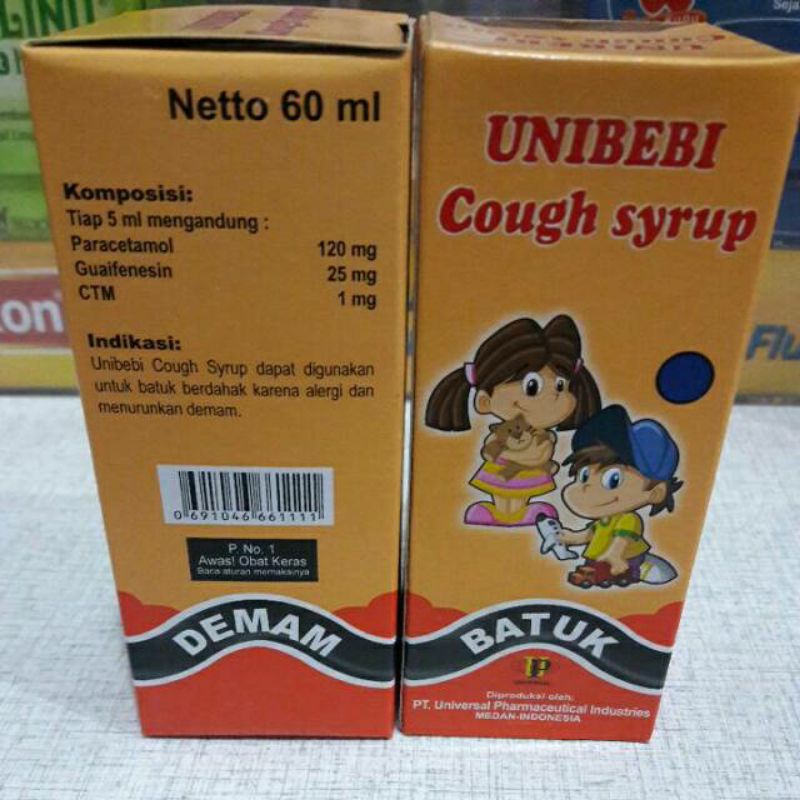 Netto 60 ml
Komposisi:
Tiap 5 ml mengandung :
Paracetamol 120 mg
Guaifenesin 25 mg
CTM 1 mg
Indikasi:
Unibebi Cough Syrup dapat digunakan
untuk batuk berdahak karena alergi dan
menurunkan demam.
0 691046 661111
P. No. 1
Awas! Obat Keras
Baca aturan memakainya
DEMAM
UNIBEBI
Cough syrup
BATUK
Diproduksi oleh:
PT. Universal Pharmaceutical Industries
MEDAN-INDONESIA